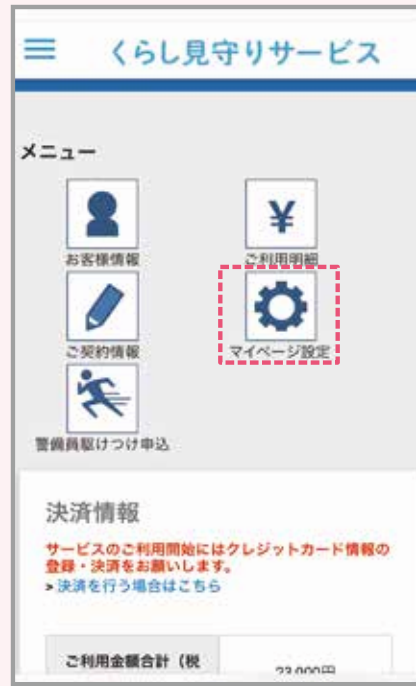 くらし見守りサービス
メニュー
お客様情報
¥
ご利用明細
ご契約情報
マイページ設定
警備員駆けつけ申込
決済情報
サービスのご利用開始にはクレジットカード情報の
登録・決済をお願いします。
>決済を行う場合はこちら
ご利用金額合計（税
23,000円